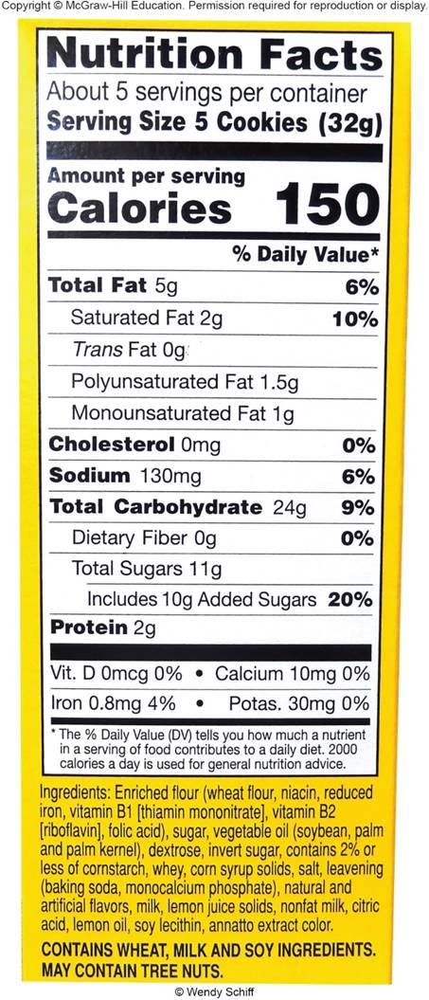 Copyright © McGraw-Hill Education. Permission required for reproduction or display.
Nutrition Facts
About 5 servings per container
Serving Size 5 Cookies (32g)
Amount per serving
Calories 150
% Daily Value*
Total Fat 5g 6%
Saturated Fat 2g 10%
Trans Fat 0g
Polyunsaturated Fat 1.5g
Monounsaturated Fat 1g
Cholesterol 0mg 0%
Sodium 130mg 6%
Total Carbohydrate 24g 9%
Dietary Fiber 0g 0%
Total Sugars 11g
Includes 10g Added Sugars 20%
Protein 2g
Vit. D 0mcg 0% • Calcium 10mg 0%
Iron 0.8mg 4% • Potas. 30mg 0%
* The % Daily Value (DV) tells you how much a nutrient
in a serving of food contributes to a daily diet. 2000
calories a day is used for general nutrition advice.
Ingredients: Enriched flour (wheat flour, niacin, reduced
iron, vitamin B1 [thiamin mononitrate], vitamin B2
[riboflavin], folic acid), sugar, vegetable oil (soybean, palm
and palm kernel), dextrose, invert sugar, contains 2% or
less of cornstarch, whey, corn syrup solids, salt, leavening
(baking soda, monocalcium phosphate), natural and
artificial flavors, milk, lemon juice solids, nonfat milk, citric
acid, lemon oil, soy lecithin, annatto extract color.
CONTAINS WHEAT, MILK AND SOY INGREDIENTS.
MAY CONTAIN TREE NUTS.
© Wendy Schiff